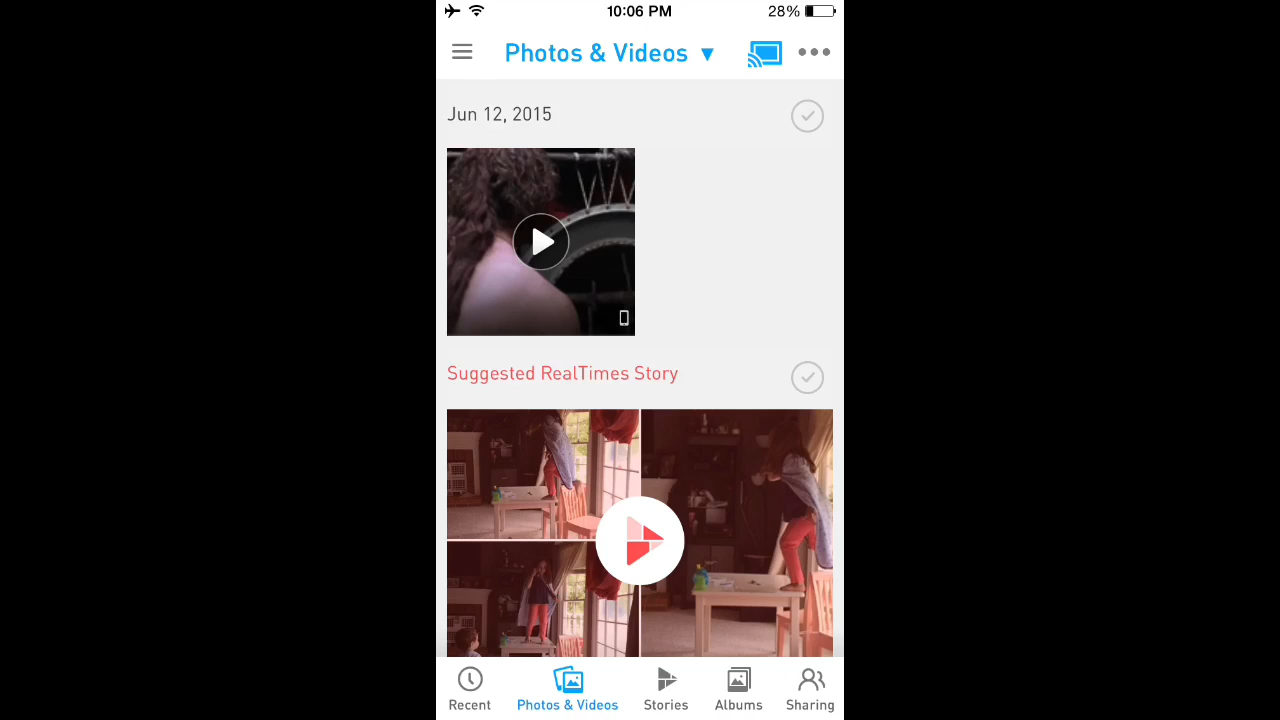 10:06 PM
28%
Photos & Videos ▼
Jun 12, 2015
Suggested RealTimes Story
Recent
Photos & Videos
Stories
Albums
Sharing